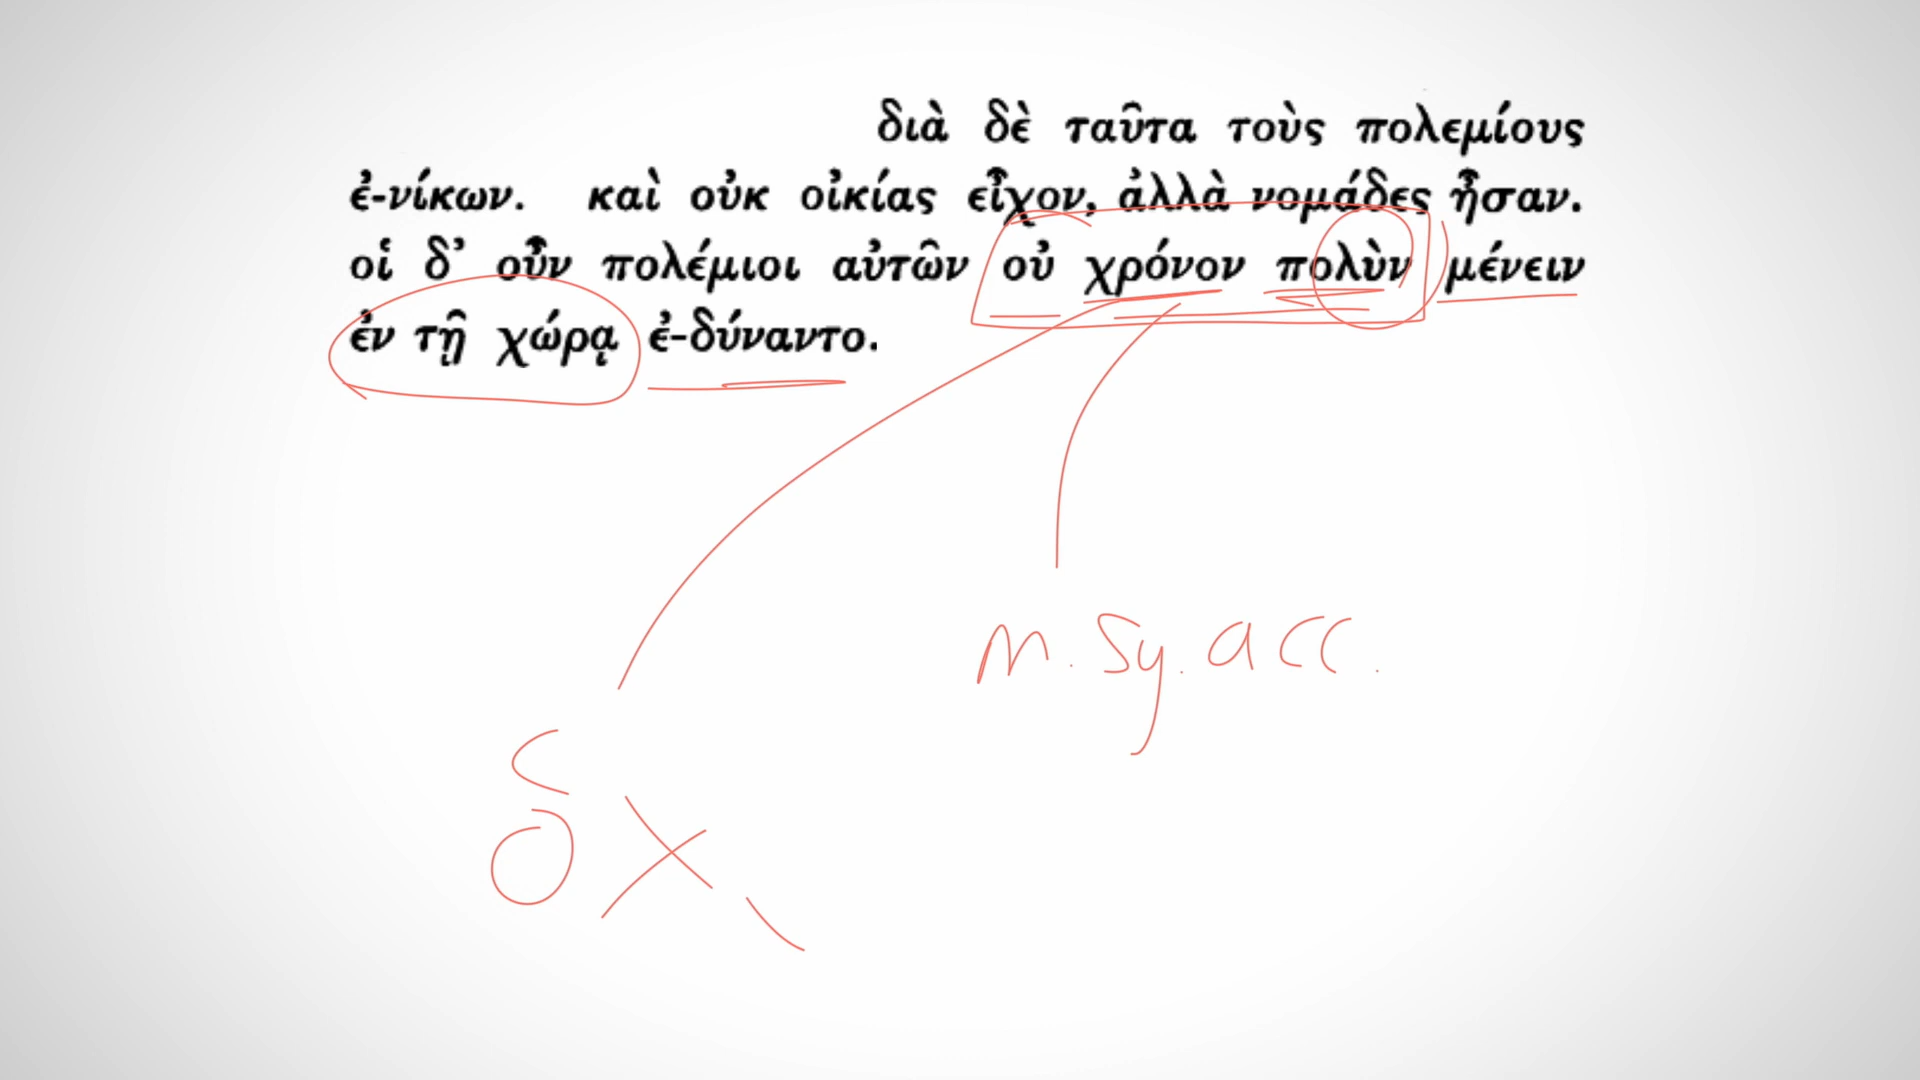 διὰ δὲ ταῦτα τοὺς πολεμίους
ἐ-νίκων. καὶ οὐκ οἰκίας εἶχον, ἀλλὰ νομάδες ἦσαν.
οἱ δ’ οὖν πολέμιοι αὐτῶν οὐ χρόνον πολὺν μένειν
ἐν τῇ χώρᾳ ἐ-δύναντο.
m. sg. acc.
ὁ χ